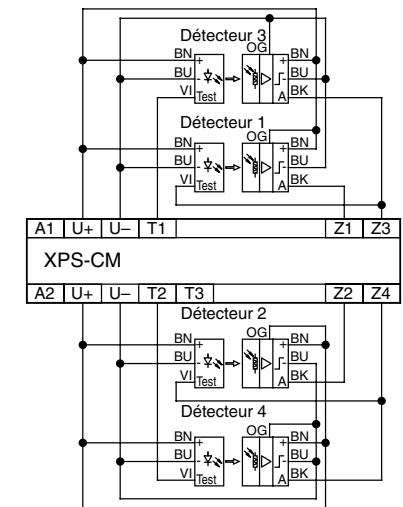 Détecteur 3
OG
BN + BN
BU - BU
VI Test A BK
Détecteur 1
OG
BN + BN
BU - BU
VI Test A BK
A1 U+ U– T1 Z1 Z3
XPS-CM
A2 U+ U– T2 T3 Z2 Z4
Détecteur 2
OG
BN + BN
BU - BU
VI Test A BK
Détecteur 4
OG
BN + BN
BU - BU
VI Test A BK